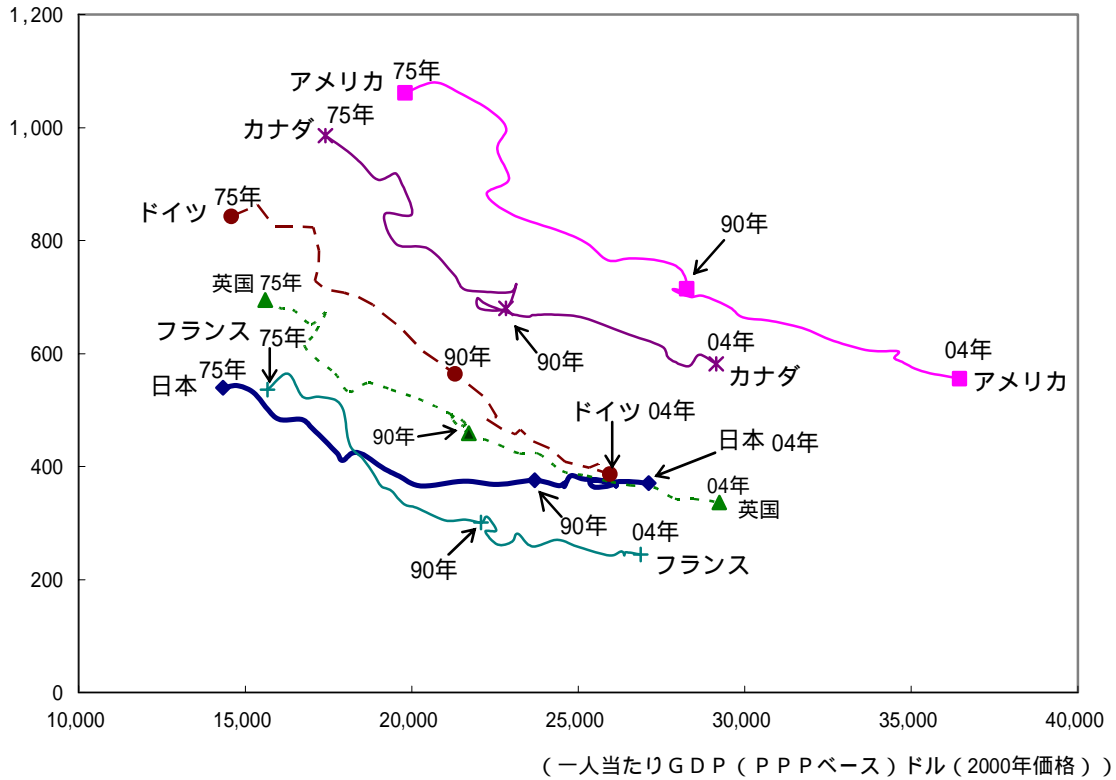 1,200
アメリカ 75年
カナダ 75年
1,000
ドイツ 75年
800
90年
英国 75年
フランス 75年
600
日本 75年
90年
90年
04年
カナダ
04年
アメリカ
ドイツ 04年
90年
日本 04年
400
90年
04年
英国
90年
04年
フランス
200
0
10,000 15,000 20,000 25,000 30,000 35,000 40,000
(一人当たりGDP(PPPベース)ドル(2000年価格))